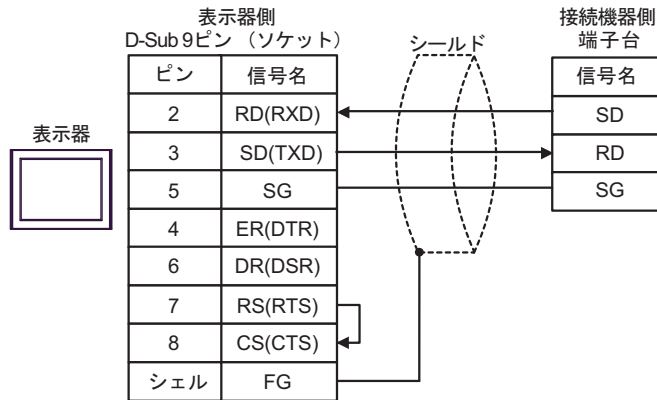 表示器側
D-Sub 9ピン （ソケット）
シールド
接続機器側
端子台
表示器
ピン 信号名
2 RD(RXD)
3 SD(TXD)
5 SG
4 ER(DTR)
6 DR(DSR)
7 RS(RTS)
8 CS(CTS)
シェル FG
信号名
SD
RD
SG